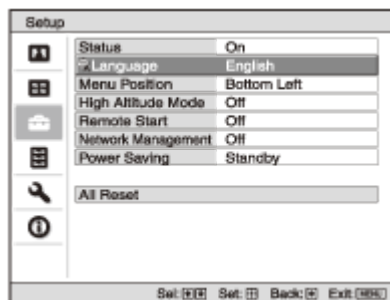 Setup
Status On
Language English
Menu Position Bottom Left
High Altitude Mode Off
Remote Start Off
Network Management Off
Power Saving Standby
All Reset
Sel: Set: Back: Exit: MENU